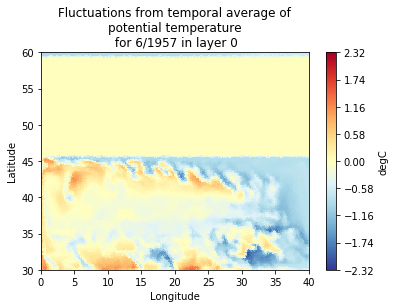 Fluctuations from temporal average of
potential temperature
for 6/1957 in layer 0
60
55
50
45
40
35
30
Latitude
0 5 10 15 20 25 30 35 40
Longitude
2.32
1.74
1.16
0.58
0.00
−0.58
−1.16
−1.74
−2.32
degC